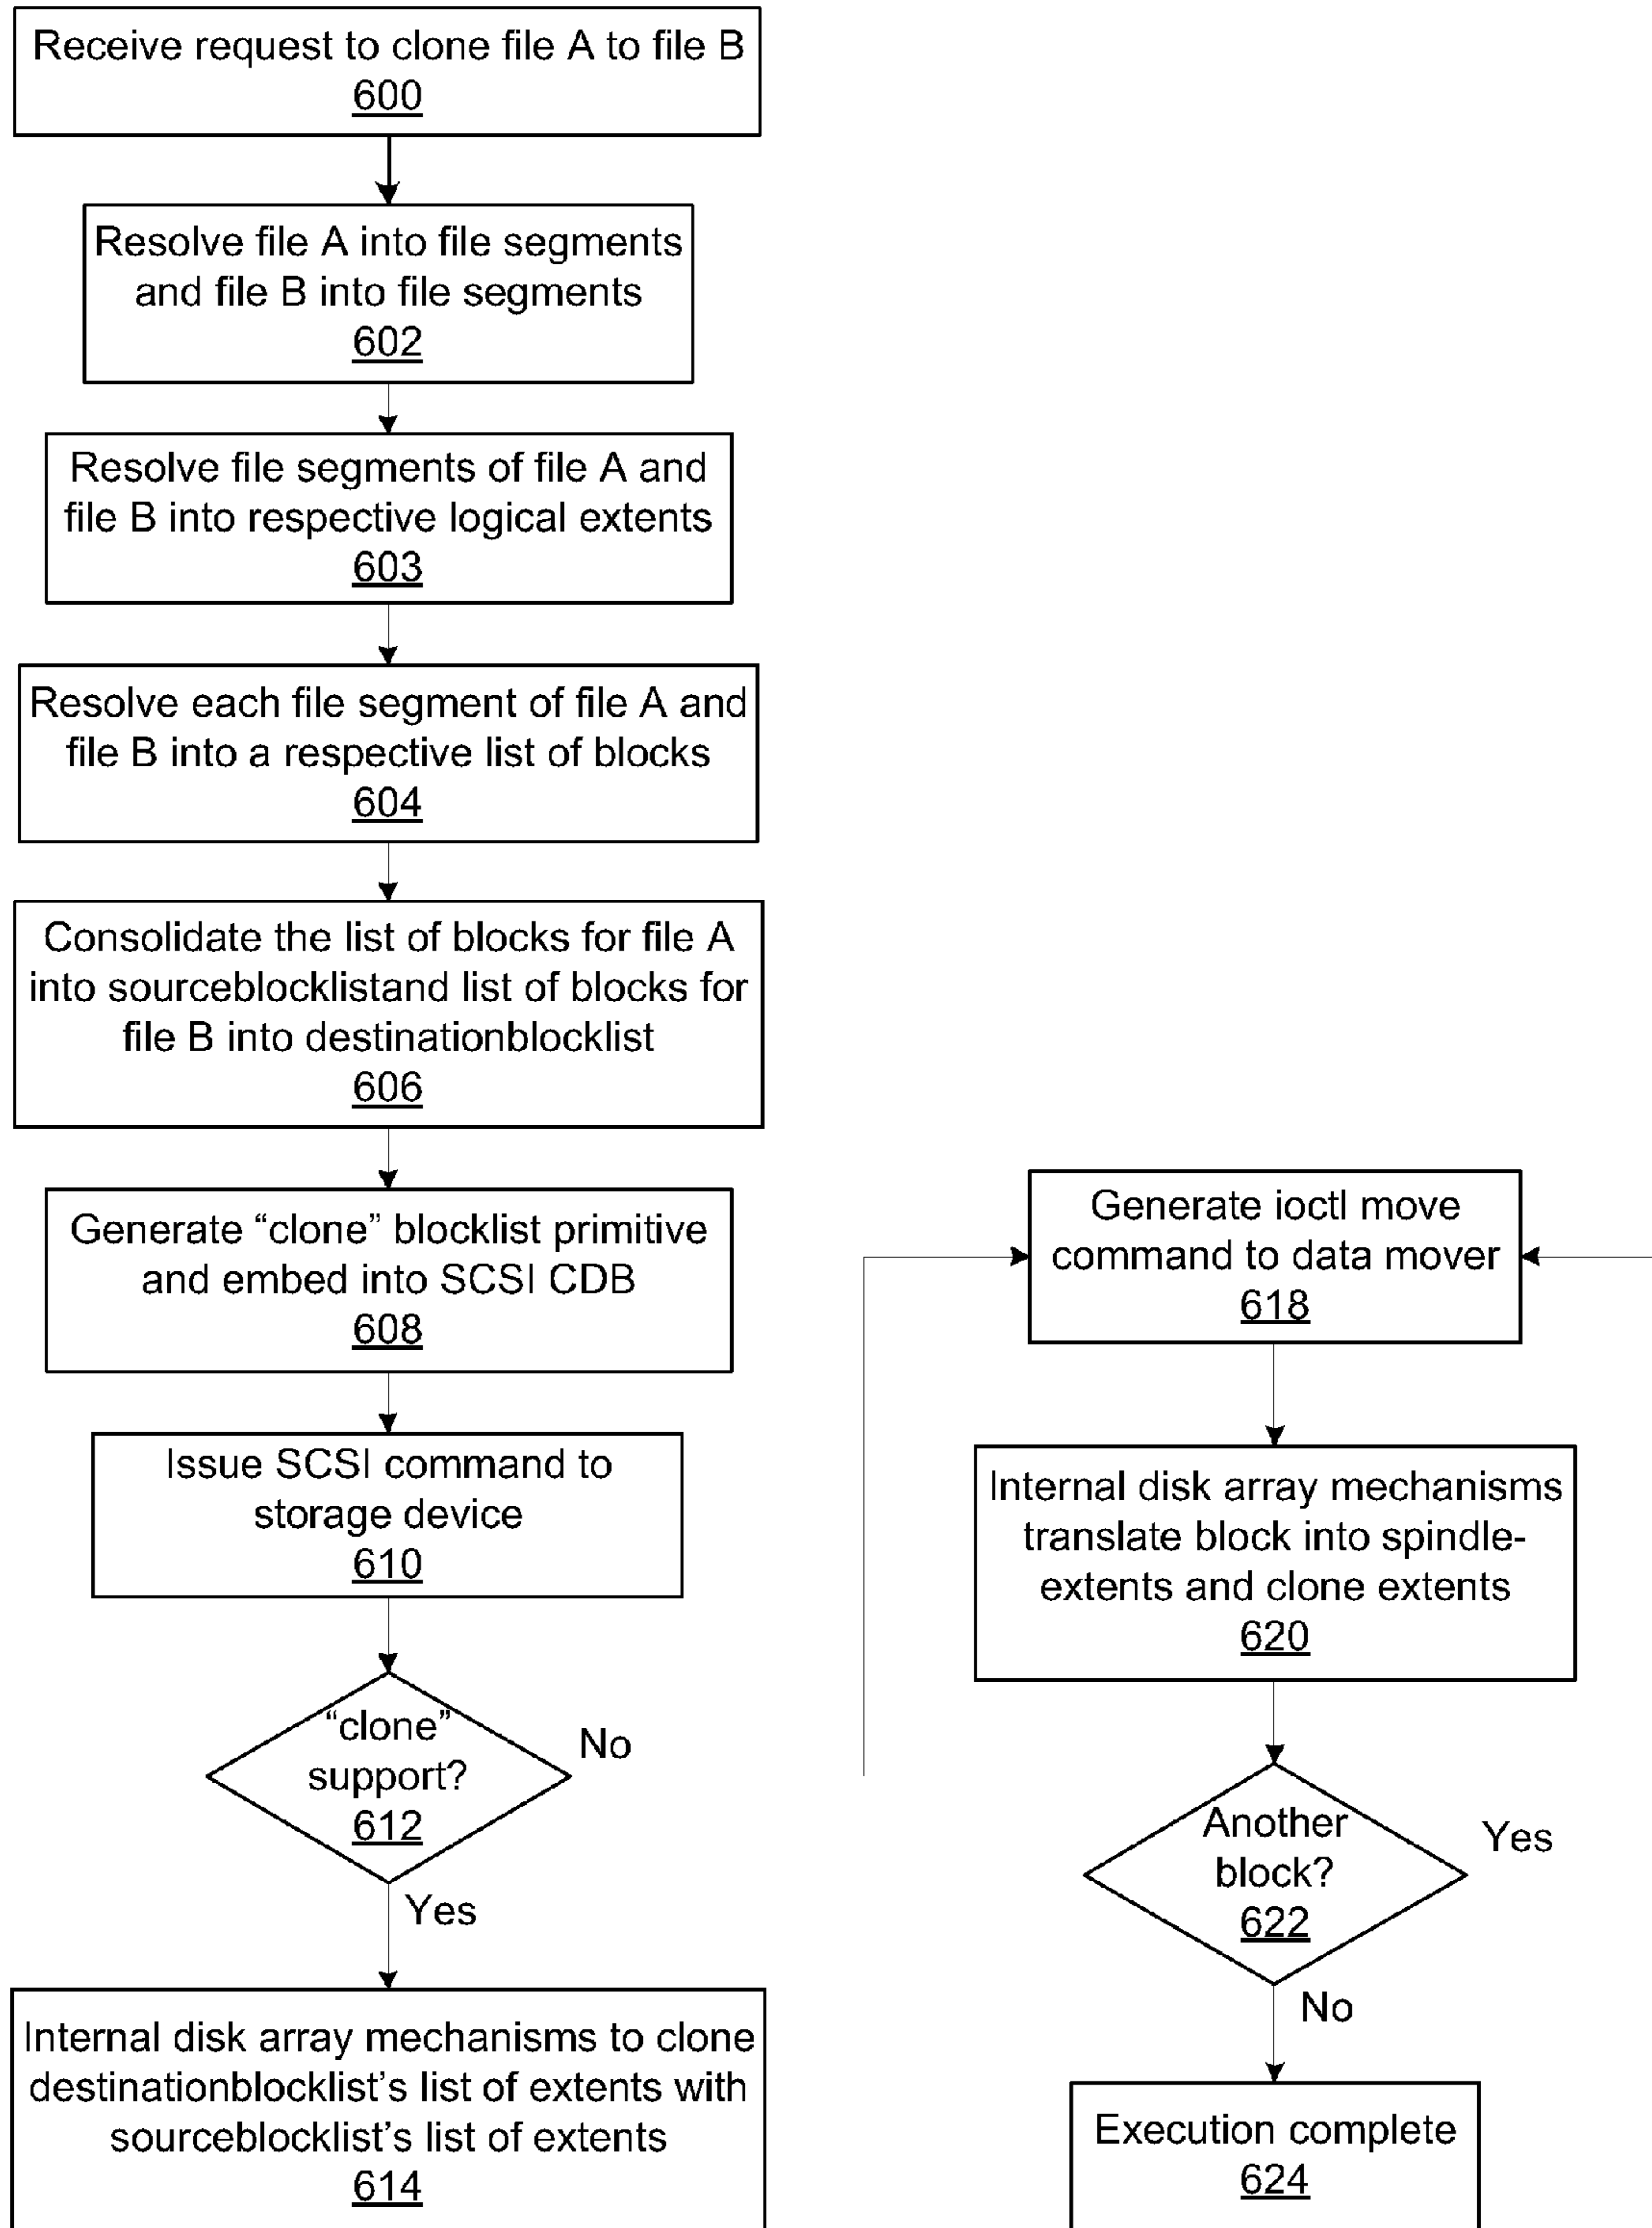 Receive request to clone file A to file B
600
Resolve file A into file segments
and file B into file segments
602
Resolve file segments of file A and
file B into respective logical extents
603
Resolve each file segment of file A and
file B into a respective list of blocks
604
Consolidate the list of blocks for file A
into sourceblocklistand list of blocks for
file B into destinationblocklist
606
Generate “clone” blocklist primitive
and embed into SCSI CDB
608
Issue SCSI command to
storage device
610
“clone”
support?
612
No
Yes
Internal disk array mechanisms to clone
destinationblocklist’s list of extents with
sourceblocklist’s list of extents
614
Generate ioctl move
command to data mover
618
Internal disk array mechanisms
translate block into spindle-
extents and clone extents
620
Another
block?
622
Yes
No
Execution complete
624